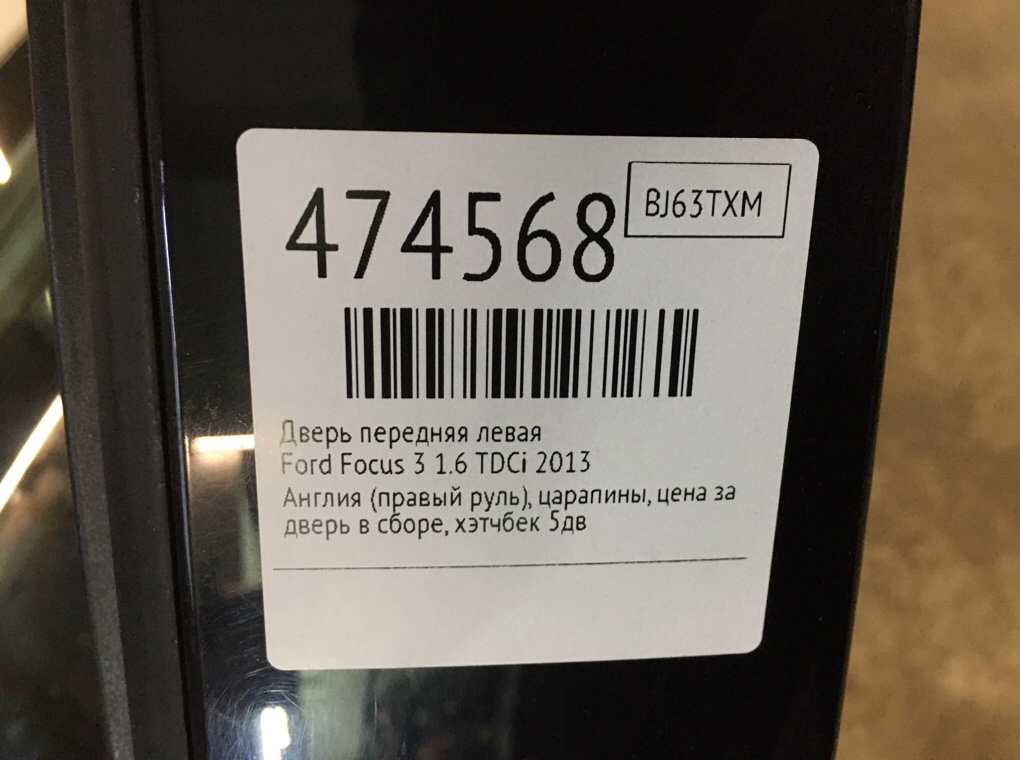 474568
BJ63TXM
Дверь передняя левая
Ford Focus 3 1.6 TDCi 2013
Англия (правый руль), царапины, цена за
дверь в сборе, хэтчбек 5дв